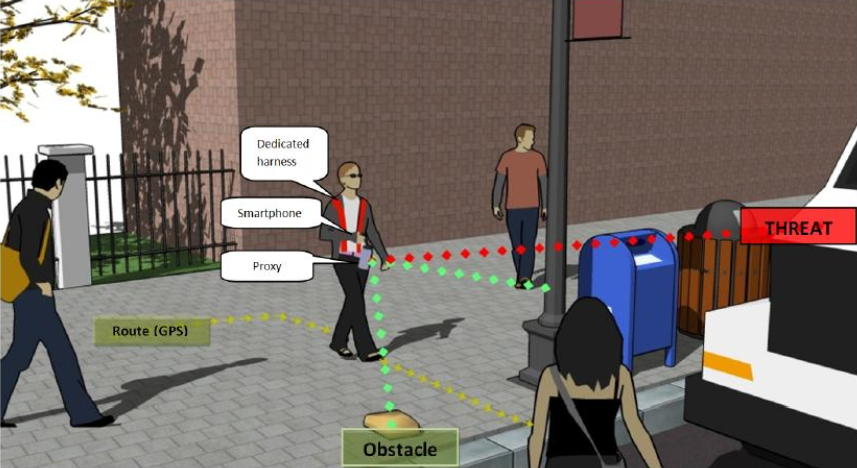 Dedicated
harness
Smartphone
THREAT
Proxy
Route (GPS)
Obstacle